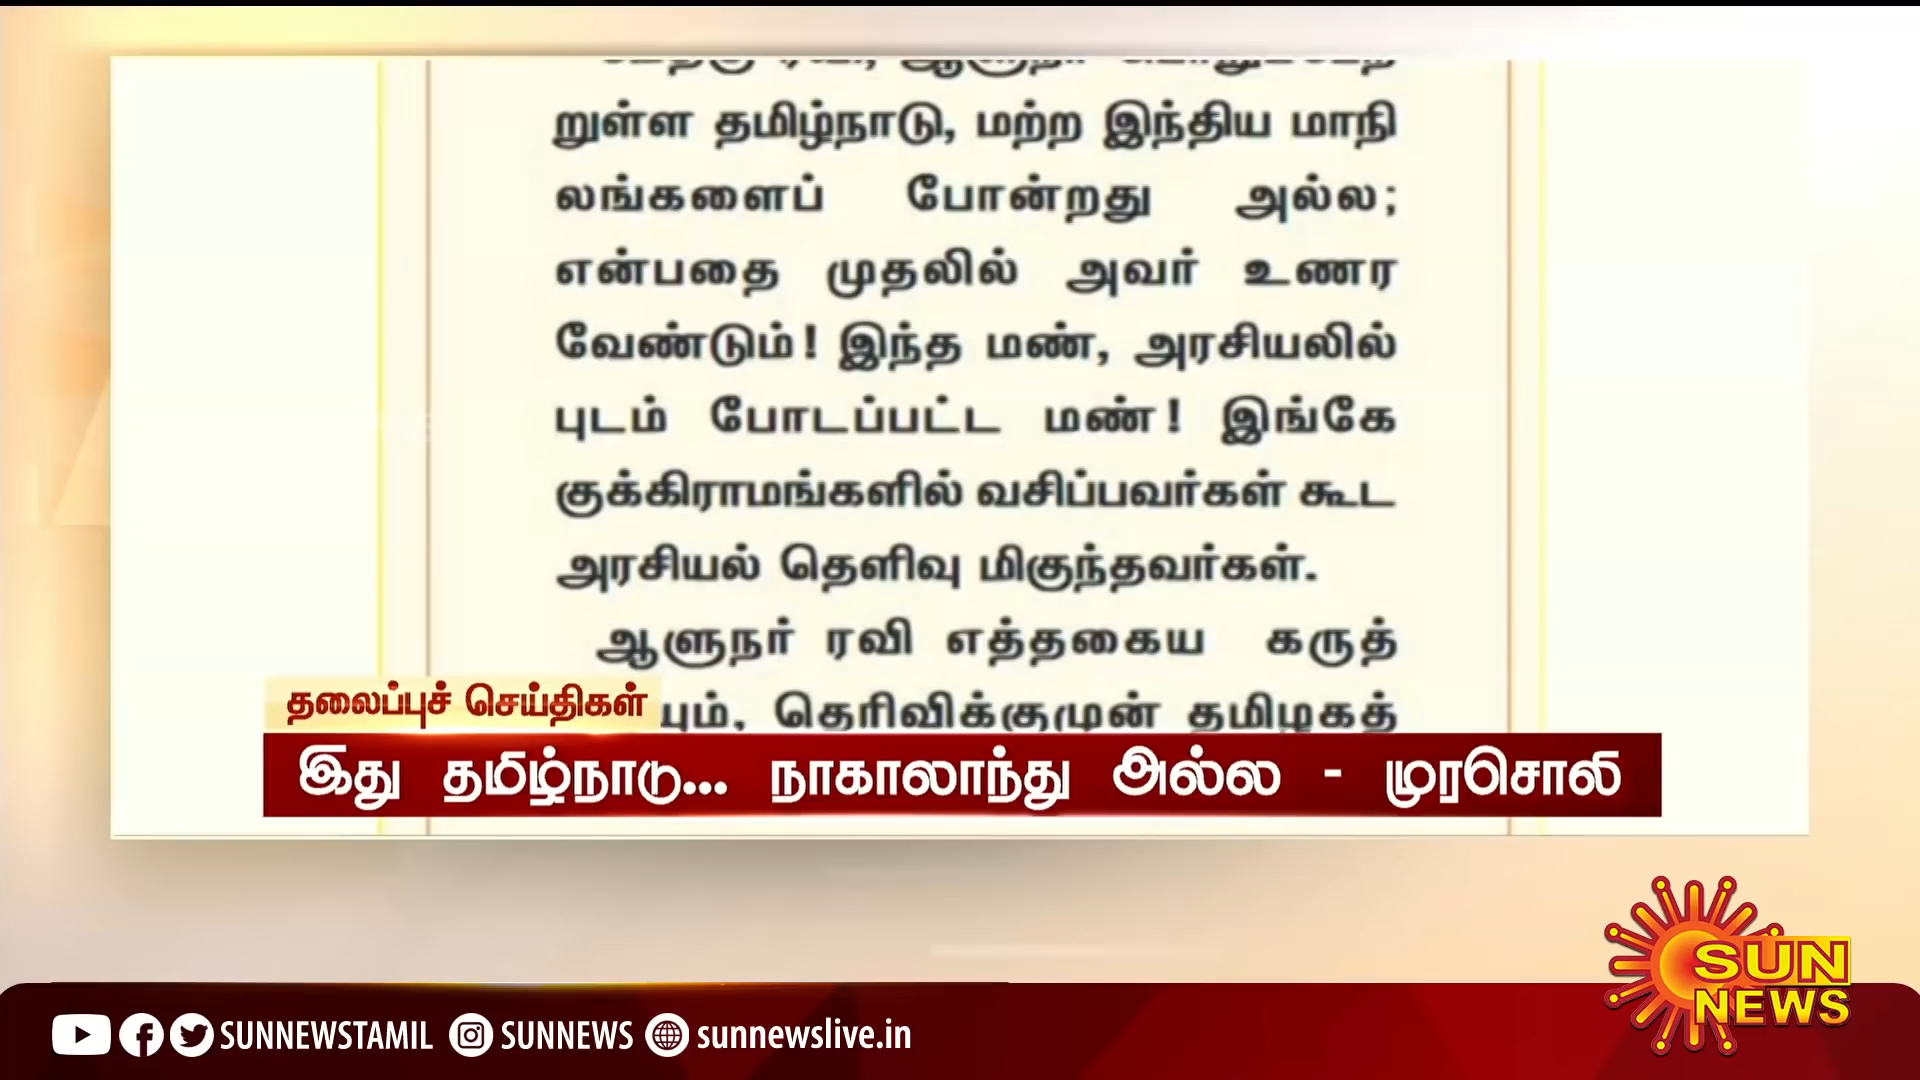 றுள்ள தமிழ்நாடு, மற்ற இந்திய மாநி
லங்களைப் போன்றது அல்ல;
என்பதை முதலில் அவர் உணர
வேண்டும்! இந்த மண், அரசியலில்
புடம் போடப்பட்ட மண்! இங்கே
குக்கிராமங்களில் வசிப்பவர்கள் கூட
அரசியல் தெளிவு மிகுந்தவர்கள்.
ஆளுநர் ரவி எத்தகைய கருத்
தெரிவிக்குமுன் தமிழகத்
தலைப்புச் செய்திகள்
இது தமிழ்நாடு... நாகாலாந்து அல்ல - முரசொலி
SUN
NEWS
SUNNEWSTAMIL SUNNEWS sunnewslive.in